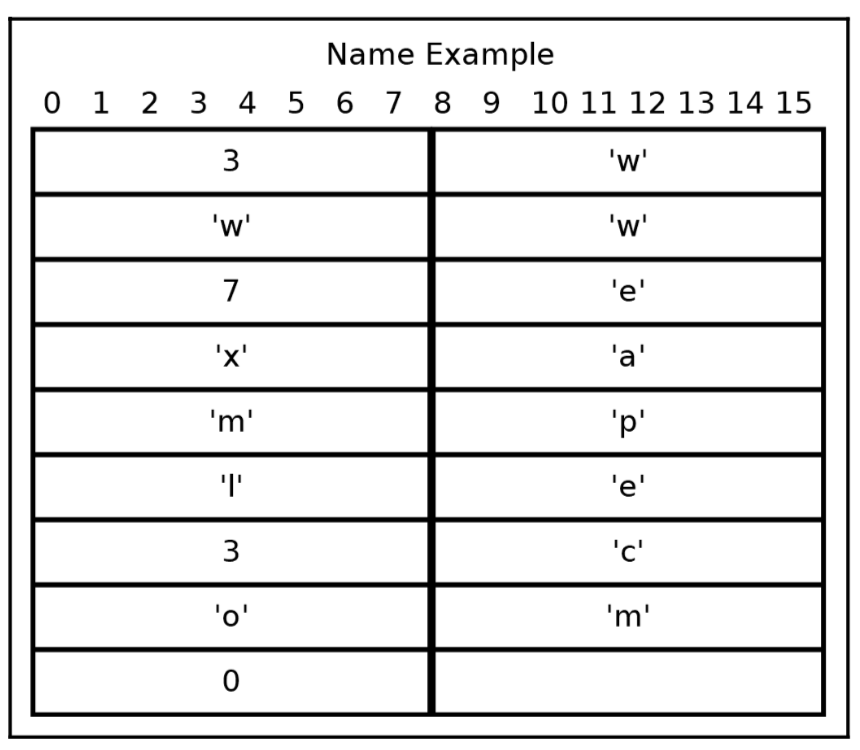 Name Example
0 1 2 3 4 5 6 7 8 9 10 11 12 13 14 15
3 'w'
'w' 'w'
7 'e'
'x' 'a'
'm' 'p'
'l' 'e'
3 'c'
'o' 'm'
0